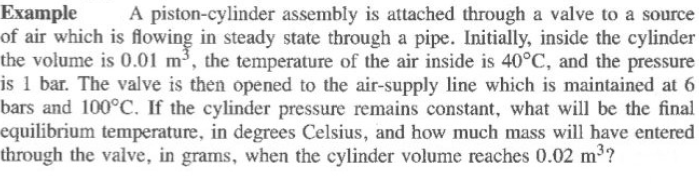 Example A piston-cylinder assembly is attached through a valve to a source
of air which is flowing in steady state through a pipe. Initially, inside the cylinder
the volume is 0.01 m³, the temperature of the air inside is 40°C, and the pressure
is 1 bar. The valve is then opened to the air-supply line which is maintained at 6
bars and 100°C. If the cylinder pressure remains constant, what will be the final
equilibrium temperature, in degrees Celsius, and how much mass will have entered
through the valve, in grams, when the cylinder volume reaches 0.02 m³?